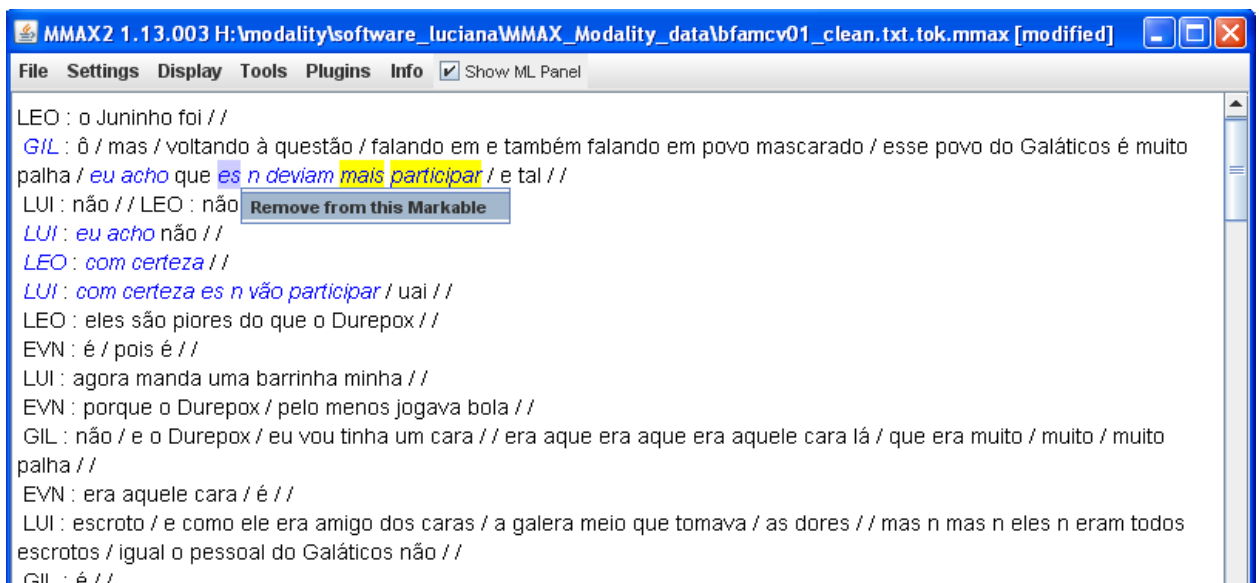 MMAX2 1.13.003 H:\modality\software_luciana\MMAX_Modality_data\bfamcv01_clean.txt.tok.mmax [modified]
File Settings Display Tools Plugins Info Show ML Panel
LEO : o Juninho foi / /
GIL : ô / mas / voltando à questão / falando em e também falando em povo mascarado / esse povo do Galáticos é muito
palha / eu acho que es n deviam mais participar / e tal / /
LUI : não / / LEO : não
Remove from this Markable
LUI : eu acho não / /
LEO : com certeza / /
LUI : com certeza es n vão participar / uai / /
LEO : eles são piores do que o Durepox / /
EVN : é / pois é / /
LUI : agora manda uma barrinha minha / /
EVN : porque o Durepox / pelo menos jogava bola / /
GIL : não / e o Durepox / eu vou tinha um cara / / era aque era aque era aquele cara lá / que era muito / muito / muito
palha / /
EVN : era aquele cara / é / /
LUI : escroto / e como ele era amigo dos caras / a galera meio que tomava / as dores / / mas n mas n eles n eram todos
escrotos / igual o pessoal do Galáticos não / /
GIL : é / /